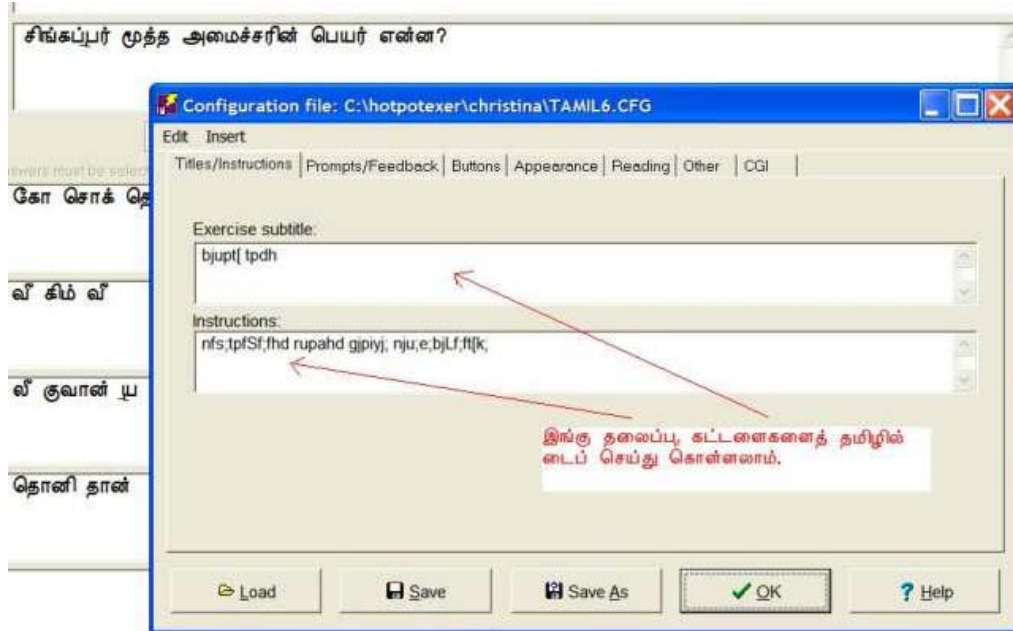 சிங்கப்பூர் மூத்த அமைச்சரின் பெயர் என்ன?
Configuration file: C:\hotpotexer\christina\TAMIL6.CFG
Edit Insert
Titles/Instructions Prompts/Feedback Buttons Appearance Reading Other CGI
கோ சொக்
Exercise subtitle:
bjupt[ tpdh
வீ கிம் வீ
Instructions:
nfs;tpfSf;fhd rupahd gjpiyj; nju;e;bjLf;ft[k;
லீ குவான் யூ
இங்கு தலைப்பு, கட்டளைகளைத் தமிழில்
டைப் செய்து கொள்ளலாம்.
தொனி தான்
Load Save Save As OK Help